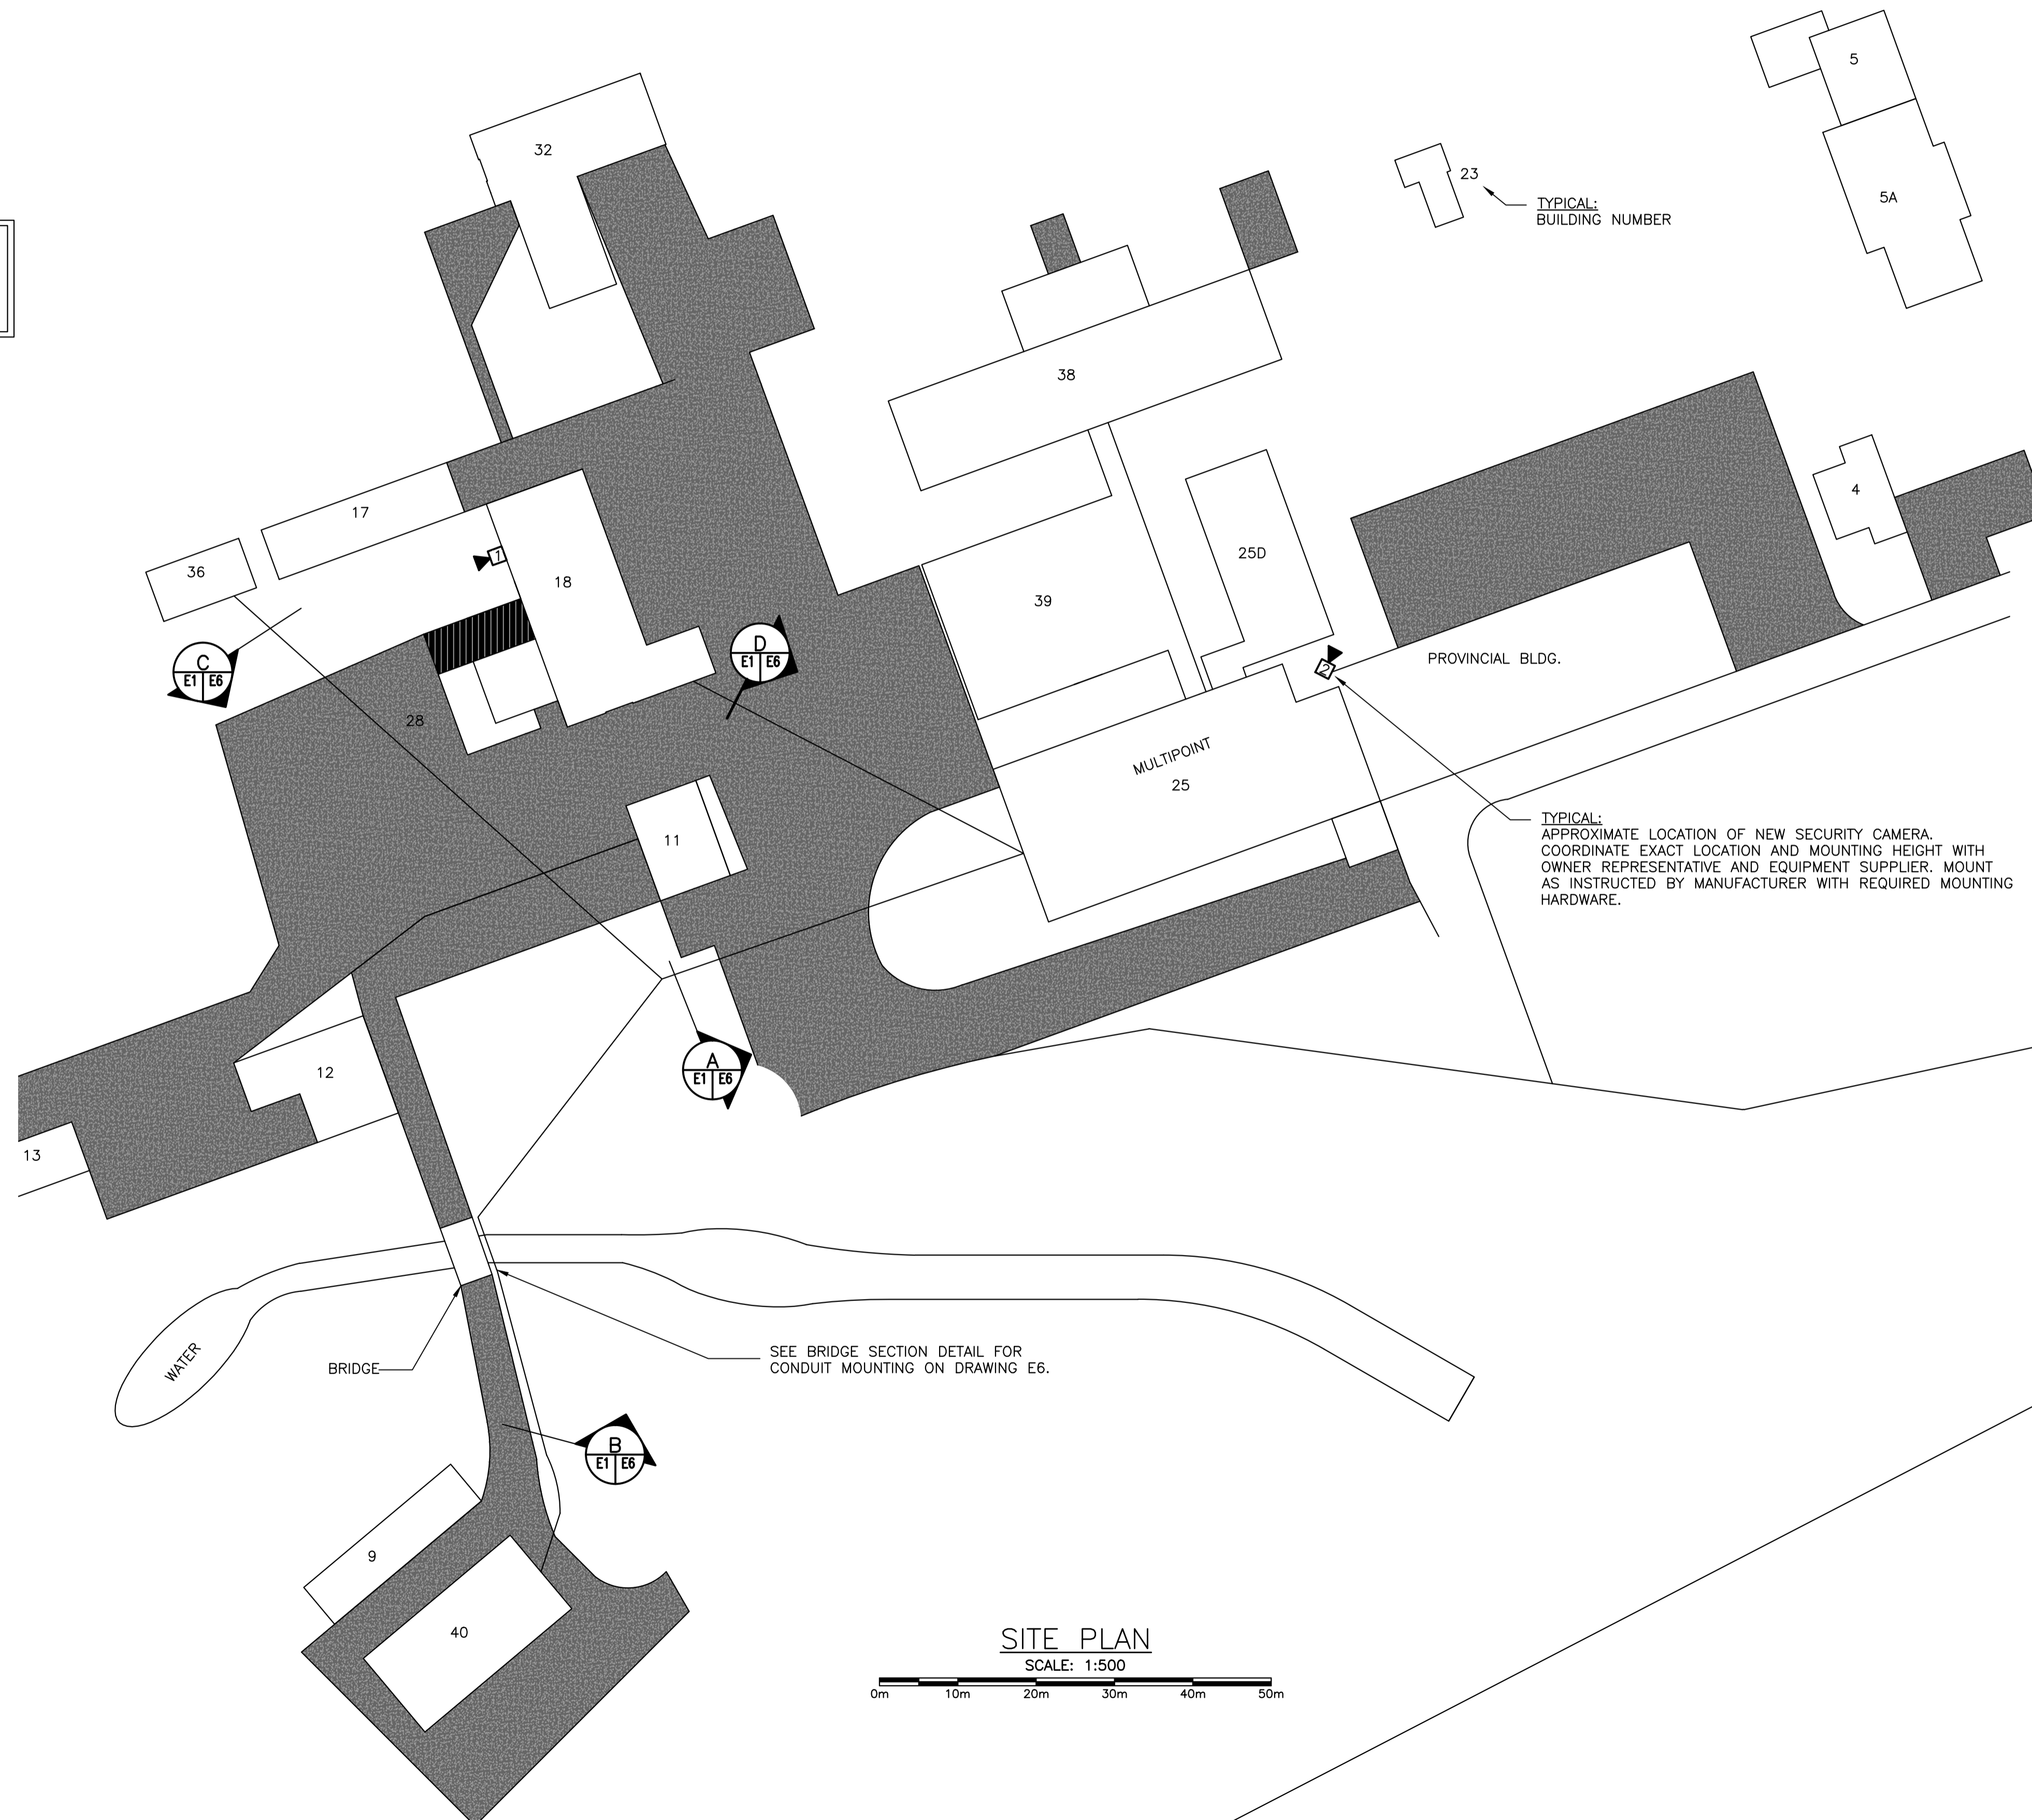 5
32
23
TYPICAL:
BUILDING NUMBER
5A
38
4
17
25D
36
18
1
39
C
E1 E6
D
E1 E6
2
PROVINCIAL BLDG.
28
MULTIPOINT
25
11
TYPICAL:
APPROXIMATE LOCATION OF NEW SECURITY CAMERA.
COORDINATE EXACT LOCATION AND MOUNTING HEIGHT WITH
OWNER REPRESENTATIVE AND EQUIPMENT SUPPLIER. MOUNT
AS INSTRUCTED BY MANUFACTURER WITH REQUIRED MOUNTING
HARDWARE.
12
A
E1 E6
13
WATER
BRIDGE
SEE BRIDGE SECTION DETAIL FOR
CONDUIT MOUNTING ON DRAWING E6.
B
E1 E6
9
40
SITE PLAN
SCALE: 1:500
0m 10m 20m 30m 40m 50m